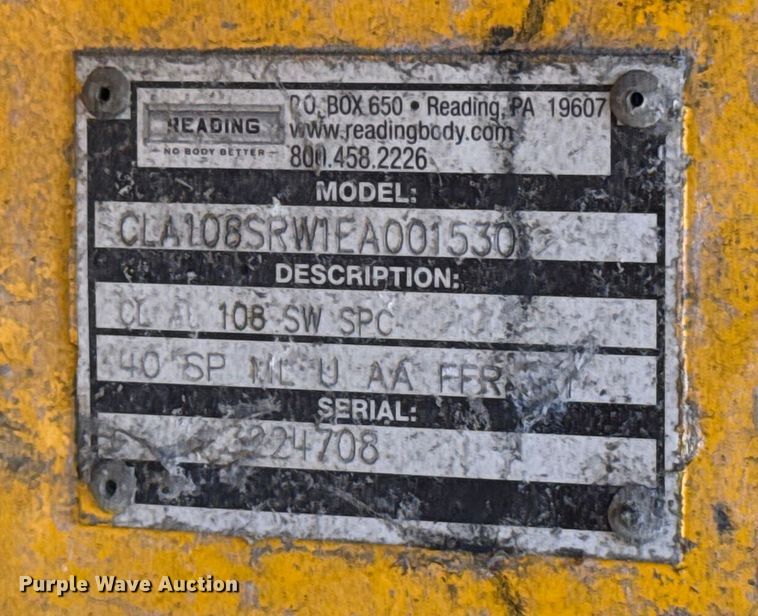 READING
NO BODY BETTER
P.O. BOX 650 • Reading, PA 19607
www.readingbody.com
800.458.2226
MODEL:
CLA108SRW1EA001530
DESCRIPTION:
CL AL 108 SW SPC
40 SP ML U AA
SERIAL:
224708
Purple Wave Auction